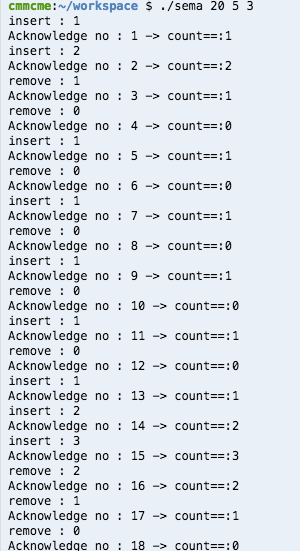 cmmcme:~/workspace $ ./sema 20 5 3
insert : 1
Acknowledge no : 1 -> count==:1
insert : 2
Acknowledge no : 2 -> count==:2
remove : 1
Acknowledge no : 3 -> count==:1
remove : 0
Acknowledge no : 4 -> count==:0
insert : 1
Acknowledge no : 5 -> count==:1
remove : 0
Acknowledge no : 6 -> count==:0
insert : 1
Acknowledge no : 7 -> count==:1
remove : 0
Acknowledge no : 8 -> count==:0
insert : 1
Acknowledge no : 9 -> count==:1
remove : 0
Acknowledge no : 10 -> count==:0
insert : 1
Acknowledge no : 11 -> count==:1
remove : 0
Acknowledge no : 12 -> count==:0
insert : 1
Acknowledge no : 13 -> count==:1
insert : 2
Acknowledge no : 14 -> count==:2
insert : 3
Acknowledge no : 15 -> count==:3
remove : 2
Acknowledge no : 16 -> count==:2
remove : 1
Acknowledge no : 17 -> count==:1
remove : 0
Acknowledge no : 18 -> count==:0